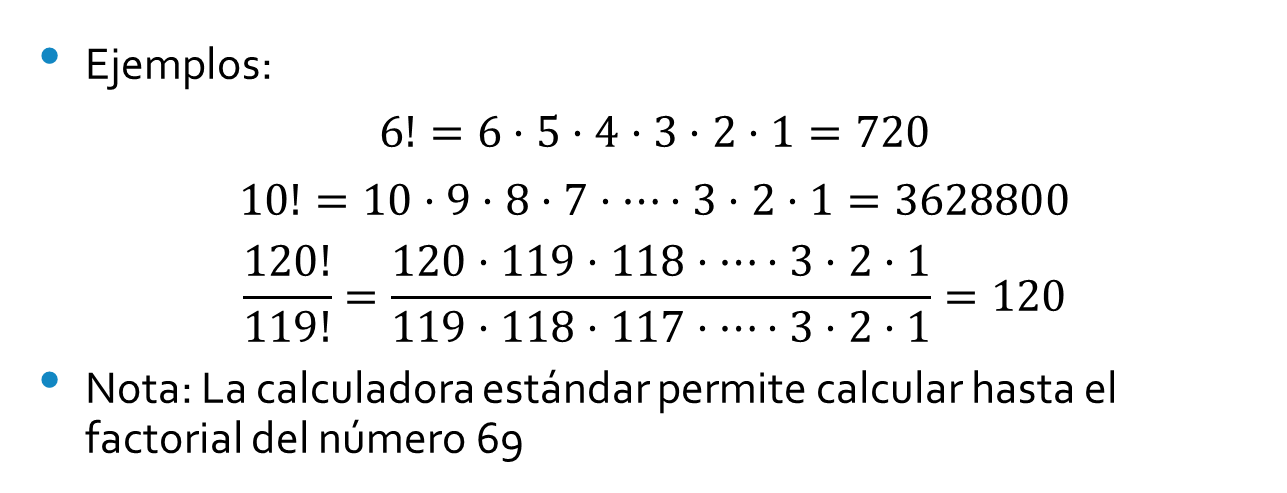 • Ejemplos:
6! = 6 · 5 · 4 · 3 · 2 · 1 = 720
10! = 10 · 9 · 8 · 7 · ⋯ · 3 · 2 · 1 = 3628800
120!/119! = (120 · 119 · 118 · ⋯ · 3 · 2 · 1)/(119 · 118 · 117 · ⋯ · 3 · 2 · 1) = 120
• Nota: La calculadora estándar permite calcular hasta el
factorial del número 69